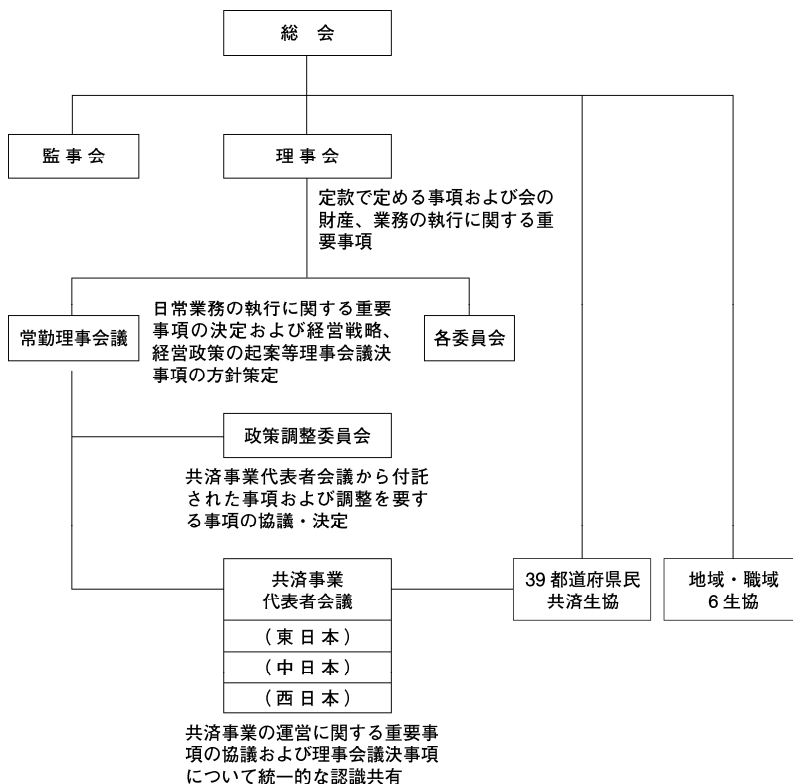 総　会
監 事 会
理 事 会
定款で定める事項および会の
財産、業務の執行に関する重
要事項
常勤理事会議
日常業務の執行に関する重要
事項の決定および経営戦略、
経営政策の起案等理事会議決
事項の方針策定
各委員会
政策調整委員会
共済事業代表者会議から付託
された事項および調整を要す
る事項の協議・決定
共済事業
代表者会議
（ 東 日 本 ）
（ 中 日 本 ）
（ 西 日 本 ）
39 都道府県民
共済生協
地域・職域
6 生協
共済事業の運営に関する重要事
項の協議および理事会議決事項
について統一的な認識共有